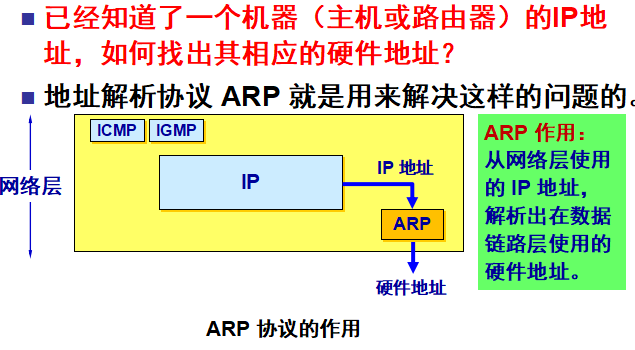 已经知道了一个机器（主机或路由器）的IP地
址，如何找出其相应的硬件地址？
地址解析协议 ARP 就是用来解决这样的问题的。
ICMP
IGMP
网络层
IP
IP 地址
ARP
硬件地址
ARP 作用：
从网络层使用
的 IP 地址，
解析出在数据
链路层使用的
硬件地址。
ARP 协议的作用